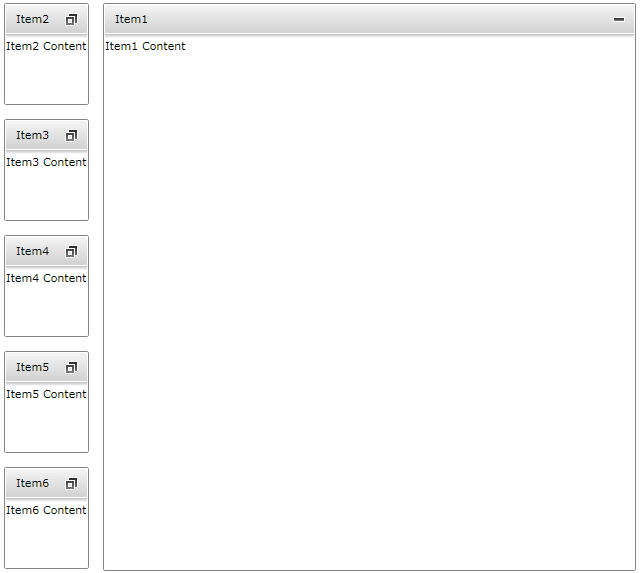 Item2
Item2 Content
Item3
Item3 Content
Item4
Item4 Content
Item5
Item5 Content
Item6
Item6 Content
Item1
Item1 Content